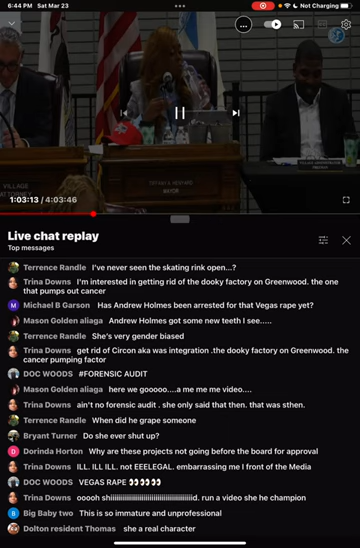 6:44 PM Sat Mar 23
Not Charging
VILLAGE
ATTORNEY
MAYOR
1:03:13 / 4:03:46
Live chat replay
Top messages
Terrence Randle I've never seen the skating rink open...?
Trina Downs I'm interested in getting rid of the dooky factory on Greenwood. the one
that pumps out cancer
M Michael B Garson Has Andrew Holmes been arrested for that Vegas rape yet?
Mason Golden aliaga Andrew Holmes got some new teeth I see.....
Terrence Randle She's very gender biased
Trina Downs get rid of Circon aka was integration .the dooky factory on Greenwood. the
cancer pumping factor
DOC WOODS #FORENSIC AUDIT
Mason Golden aliaga here we gooooo....a me me me video....
Trina Downs ain't no forensic audit . she only said that then. that was sthen.
Terrence Randle When did he grape someone
Bryant Turner Do she ever shut up?
D Dorinda Horton Why are these projects not going before the board for approval
Trina Downs ILL. ILL ILL. not EEELEGAL. embarrassing me I front of the Media
DOC WOODS VEGAS RAPE 👀👀👀👀
Trina Downs ooooh shiiiiiiiiiiiiiiiiiiiiiiiiiiiiiiid. run a video she he champion
B Big Baby two This is so immature and unprofessional
Dolton resident Thomas she a real character